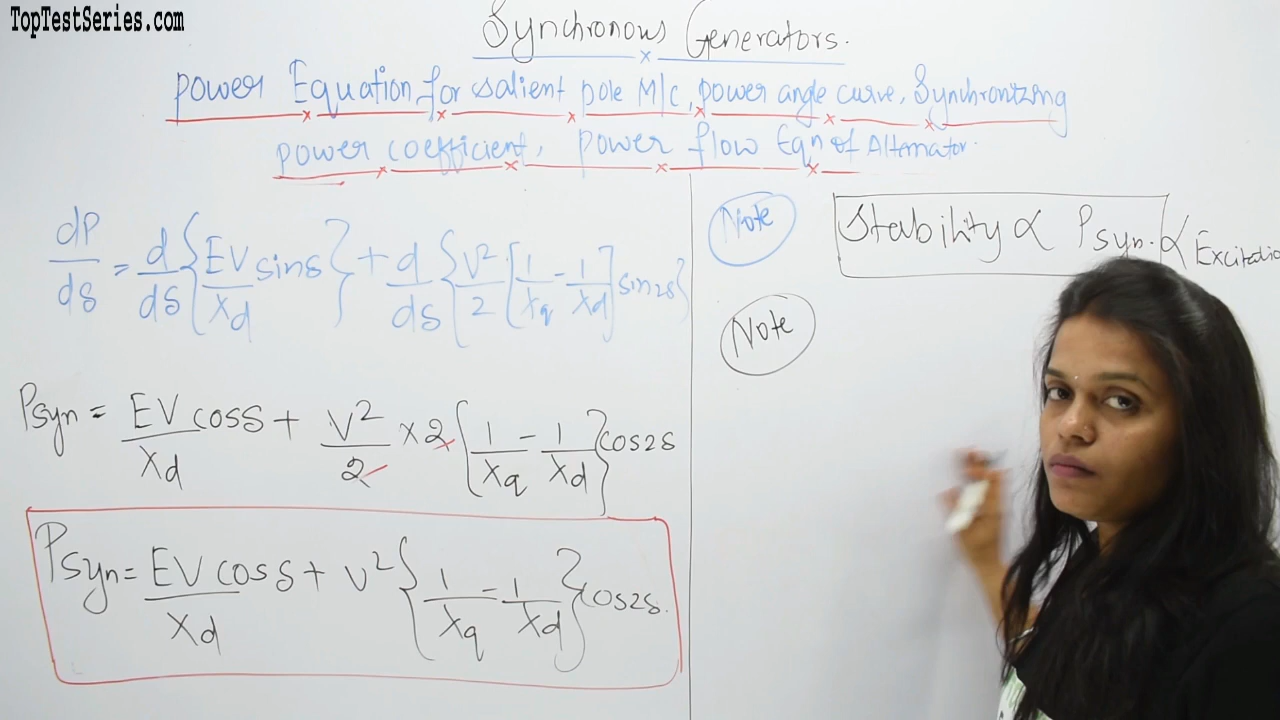 TopTestSeries.com
Synchronous Generators.
Power Equation for salient pole M/c, power angle curve, Synchronizing
power coefficient, power flow Eqn of Alternator.
dP/dδ = d/dδ {EV/Xd sinδ} + d/dδ {V²/2 [1/Xq - 1/Xd] sin2δ}
Psyn = EV cosδ/Xd + V²/2 × 2 {1/Xq - 1/Xd} cos2δ
Psyn = EV cosδ/Xd + V² {1/Xq - 1/Xd} cos2δ.
Note Stability ∝ Psyn. ∝ Excitatio
Note